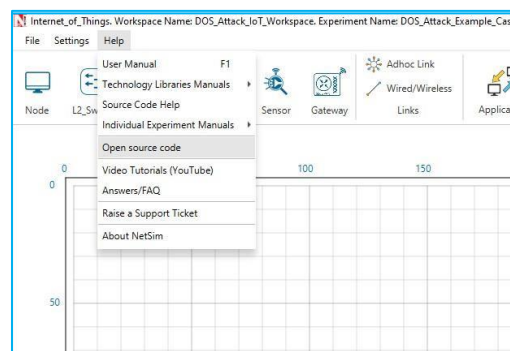 Internet_of_Things. Workspace Name: DOS_Attack_IoT_Workspace. Experiment Name: DOS_Attack_Example_Cas
File Settings Help
User Manual F1
Technology Libraries Manuals
Source Code Help
Individual Experiment Manuals
Open source code
Video Tutorials (YouTube)
Answers/FAQ
Raise a Support Ticket
About NetSim
Node L2_Sw Sensor Gateway
Adhoc Link
Wired/Wireless
Links
Applica
0 100 150
0
50